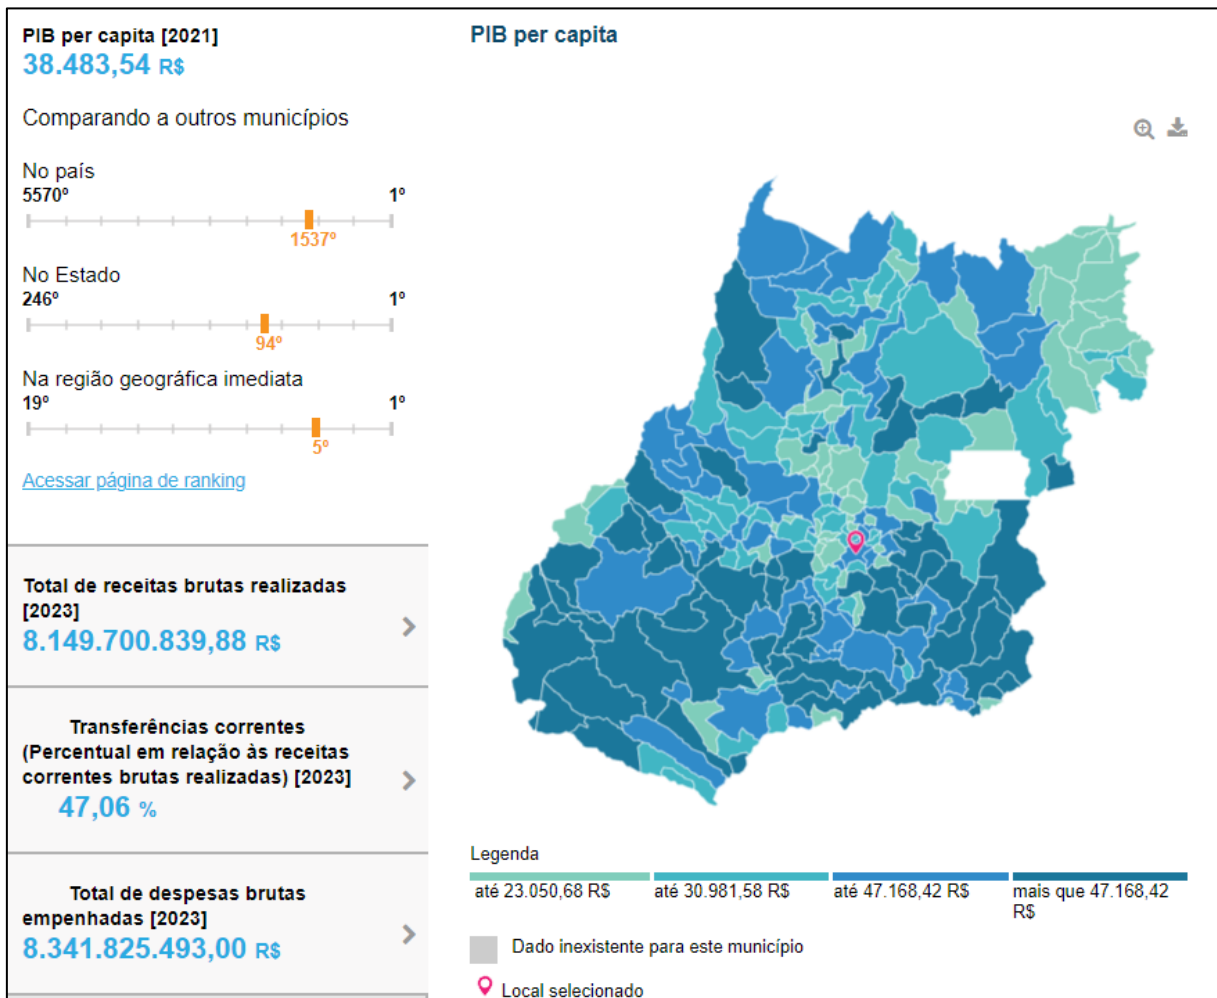 PIB per capita [2021]
38.483,54 R$
Comparando a outros municípios
No país
5570º
1º
1537º
No Estado
246º
1º
94º
Na região geográfica imediata
19º
1º
5º
Acessar página de ranking
Total de receitas brutas realizadas
[2023]
8.149.700.839,88 R$
Transferências correntes
(Percentual em relação às receitas
correntes brutas realizadas) [2023]
47,06 %
Total de despesas brutas
empenhadas [2023]
8.341.825.493,00 R$
PIB per capita
Legenda
até 23.050,68 R$
até 30.981,58 R$
até 47.168,42 R$
mais que 47.168,42
R$
Dado inexistente para este município
Local selecionado